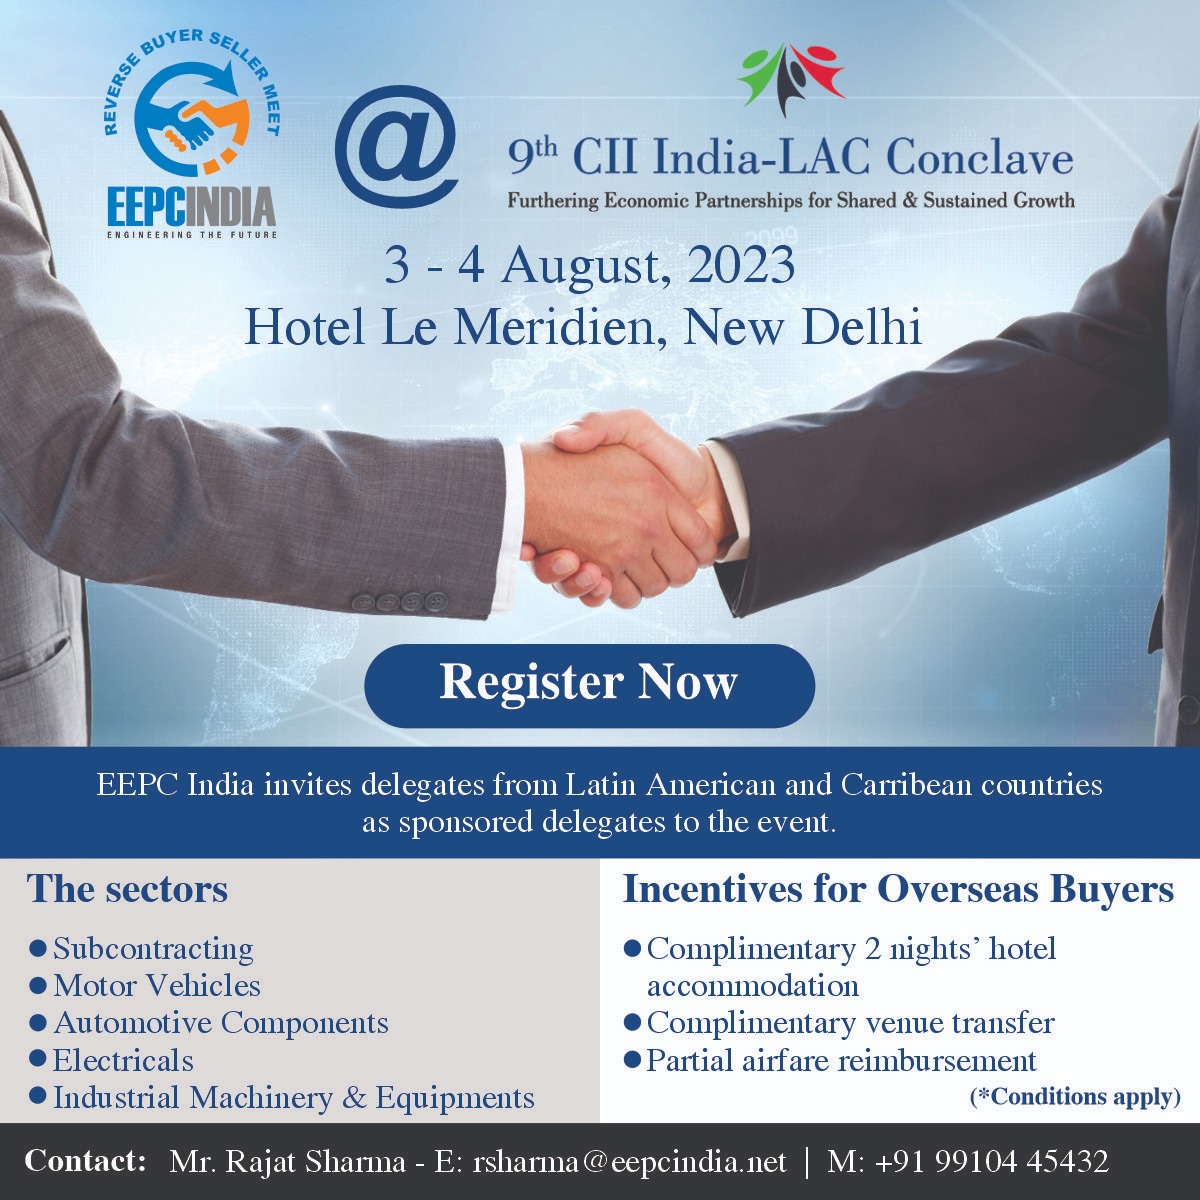 REVERSE BUYER SELLER MEET
EEPCINDIA
ENGINEERING THE FUTURE
@
9th CII India-LAC Conclave
Furthering Economic Partnerships for Shared & Sustained Growth
3 - 4 August, 2023
Hotel Le Meridien, New Delhi
Register Now
EEPC India invites delegates from Latin American and Carribean countries
as sponsored delegates to the event.
The sectors
● Subcontracting
● Motor Vehicles
● Automotive Components
● Electricals
● Industrial Machinery & Equipments
Incentives for Overseas Buyers
● Complimentary 2 nights’ hotel
accommodation
● Complimentary venue transfer
● Partial airfare reimbursement
(*Conditions apply)
Contact: Mr. Rajat Sharma - E: rsharma@eepcindia.net | M: +91 99104 45432